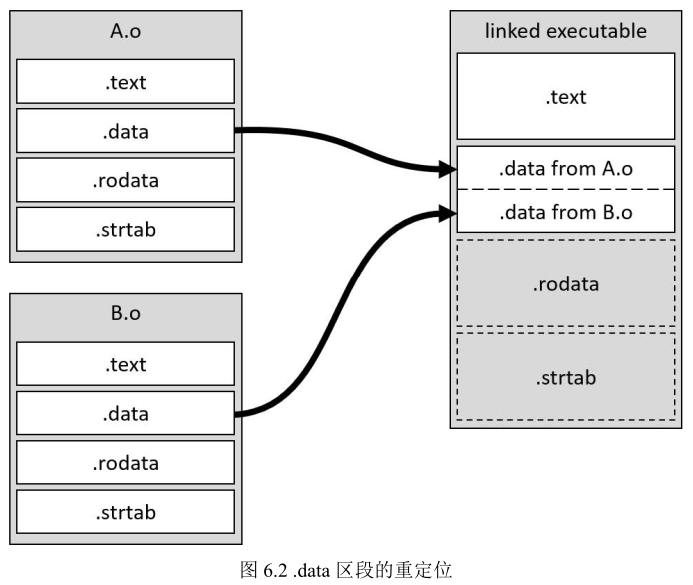 A.o
.text
.data
.rodata
.strtab
B.o
.text
.data
.rodata
.strtab
linked executable
.text
.data from A.o
.data from B.o
.rodata
.strtab
图 6.2 .data 区段的重定位